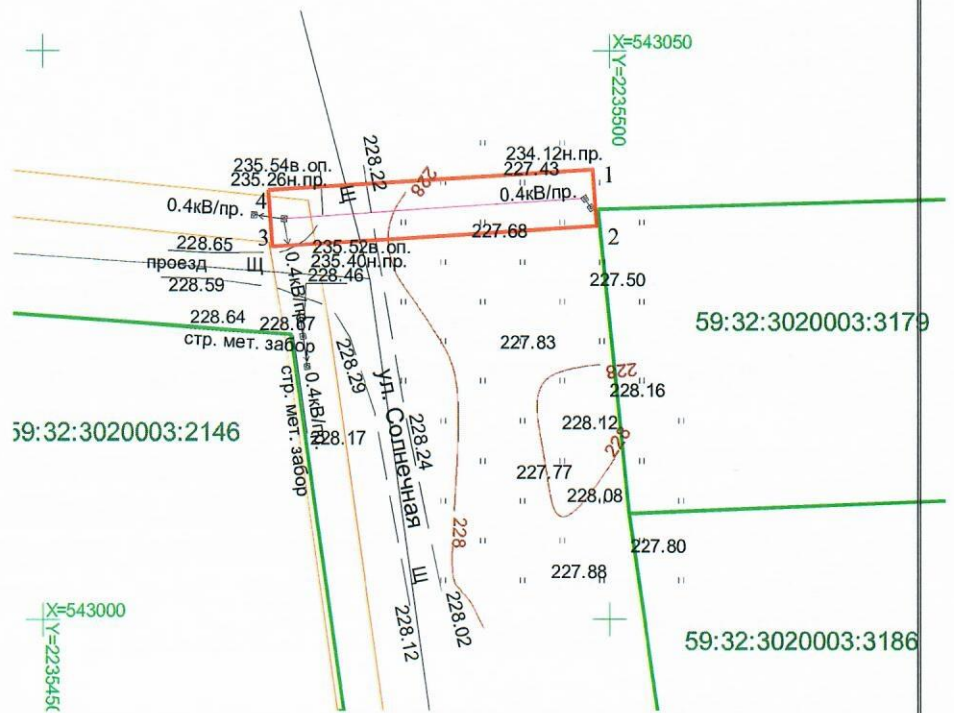 X=543050
Y=2235500
228.22
234.12н.пр.
227.43
1
235.54в.оп.
235.26н.пр.
Щ
228
0.4кВ/пр.
4
0.4кВ/пр.
3
227.68
2
228.65
235.52в.оп.
235.40н.пр.
проезд
Щ
228.46
228.59
0.4кВ/пр.
227.50
228.64
228.67
59:32:3020003:3179
стр. мет. забор
227.83
228.29
228
228.16
стр. мет. забор
0.4кВ/пр.
ул. Солнечная
228.12
59:32:3020003:2146
228.17
228.24
228
227.77
228.08
228
227.80
Щ
227.88
X=543000
Y=2235450
228.12
228.02
59:32:3020003:3186